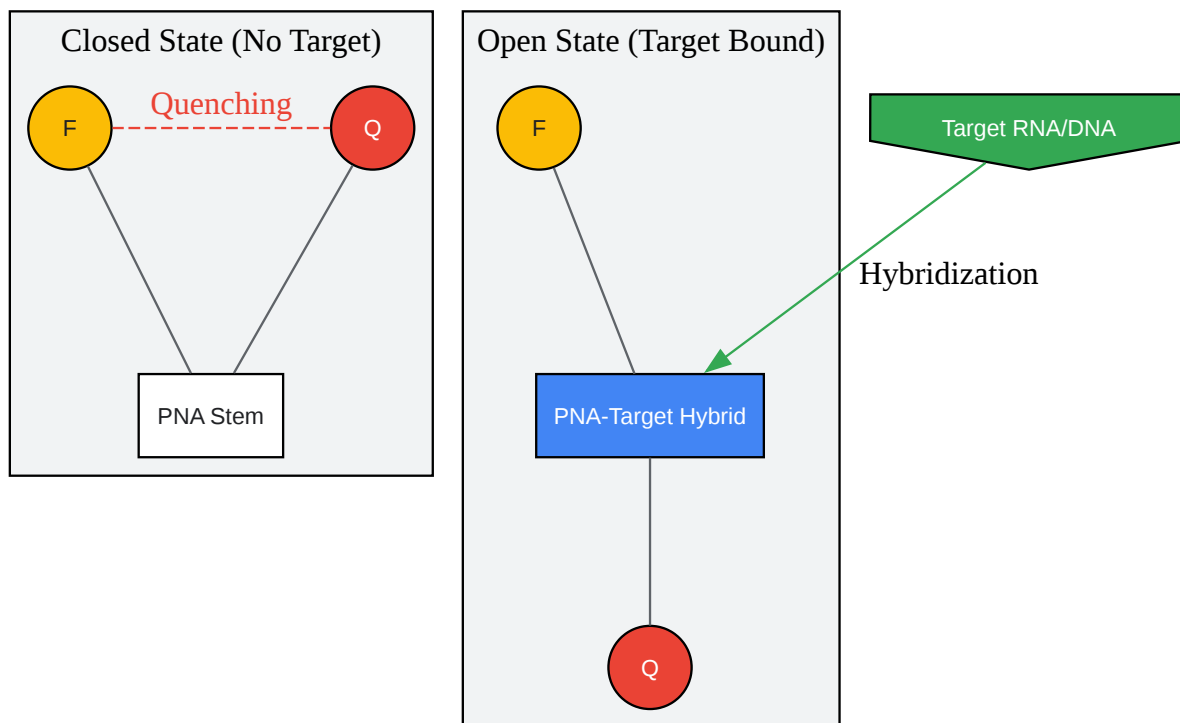 Closed State (No Target)
Quenching
F
Q
PNA Stem
Open State (Target Bound)
F
PNA-Target Hybrid
Q
Target RNA/DNA
Hybridization